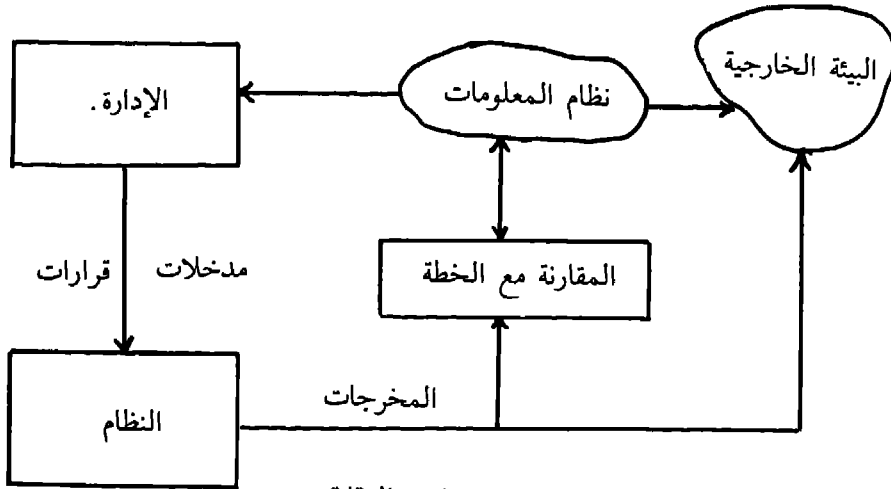 البيئة الخارجية
نظام المعلومات
الإدارة.
المقارنة مع الخطة
مدخلات
قرارات
المخرجات
النظام